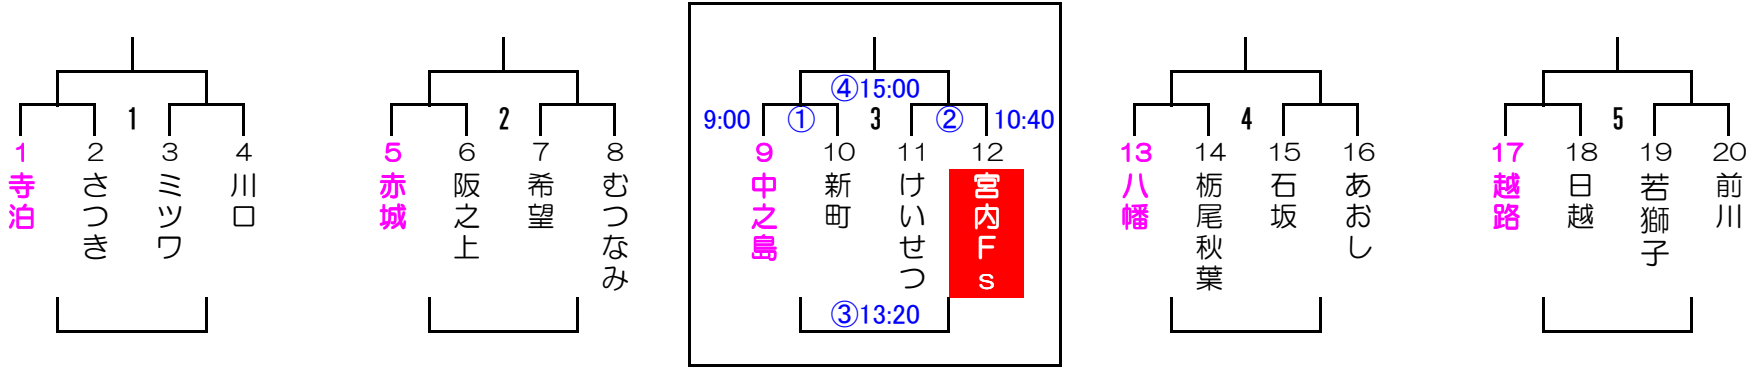 ④15:00
9:00 ① 3 ② 10:40
1 2 4 5
1 2 3 4
5 6 7 8
9 10 11 12
13 14 15 16
17 18 19 20
寺泊
さつき
ミツワ
川口
赤城
阪之上
希望
むつなみ
中之島
新町
けいせつ
宮内Fs
八幡
栃尾秋葉
石坂
あおし
越路
日越
若獅子
前川
③13:20